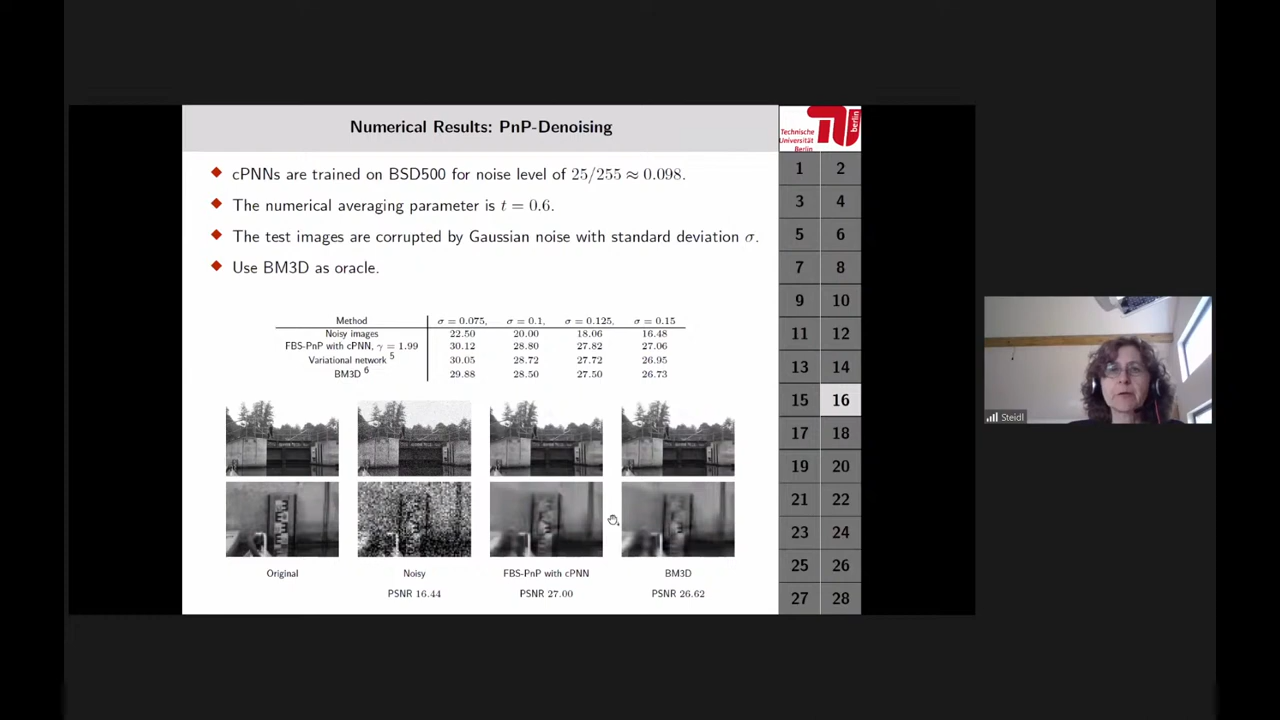 Numerical Results: PnP-Denoising
Technische
Universität
Berlin
berlin
cPNNs are trained on BSD500 for noise level of 25/255 ≈ 0.098.
The numerical averaging parameter is t = 0.6.
The test images are corrupted by Gaussian noise with standard deviation σ.
Use BM3D as oracle.
Method σ = 0.075, σ = 0.1, σ = 0.125, σ = 0.15
Noisy images 22.50 20.00 18.06 16.48
FBS-PnP with cPNN, γ = 1.99 30.12 28.80 27.82 27.06
Variational network 5 30.05 28.72 27.72 26.95
BM3D 6 29.88 28.50 27.50 26.73
Original Noisy FBS-PnP with cPNN BM3D
PSNR 16.44 PSNR 27.00 PSNR 26.62
1 2
3 4
5 6
7 8
9 10
11 12
13 14
15 16
17 18
19 20
21 22
23 24
25 26
27 28
Steidl